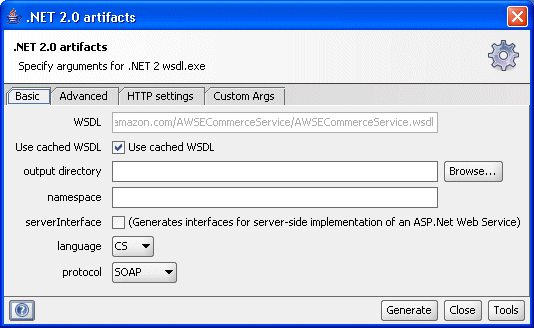 .NET 2.0 artifacts
.NET 2.0 artifacts
Specify arguments for .NET 2 wsdl.exe
Basic Advanced HTTP settings Custom Args
WSDL amazon.com/AWSECommerceService/AWSECommerceService.wsdl
Use cached WSDL Use cached WSDL
output directory Browse...
namespace
serverInterface (Generates interfaces for server-side implementation of an ASP.Net Web Service)
language CS
protocol SOAP
? Generate Close Tools